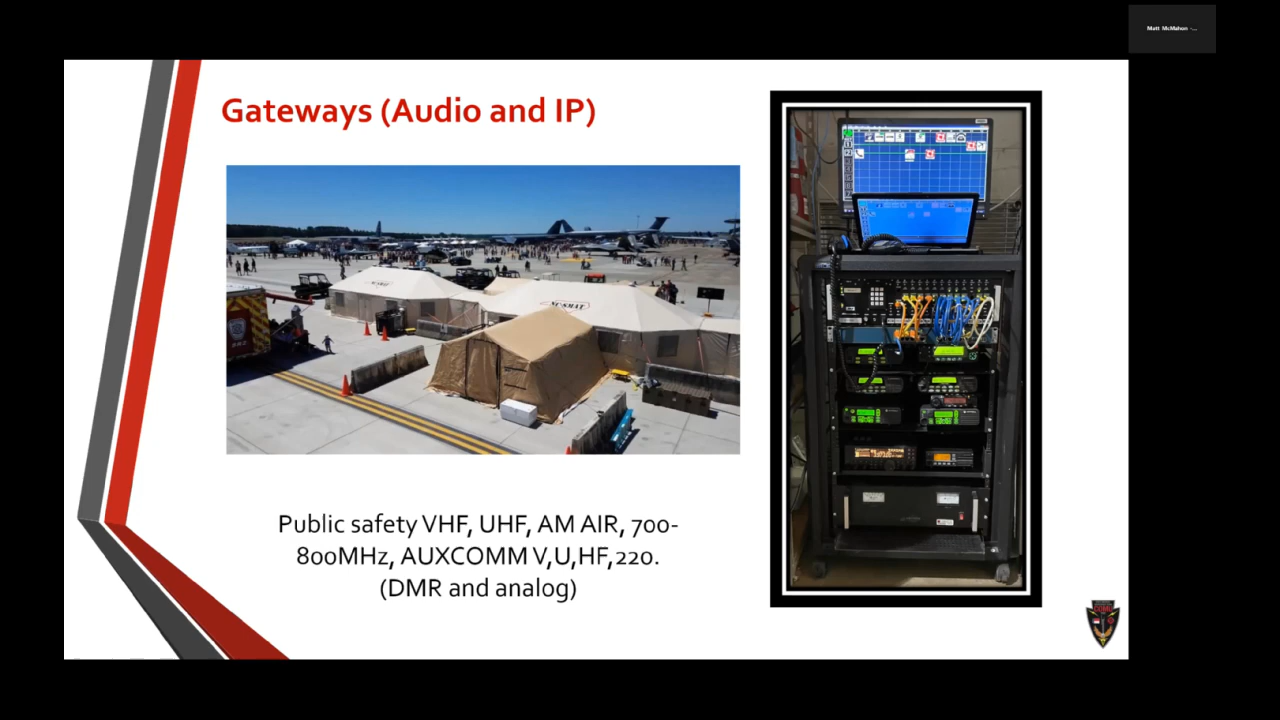 Matt McMahon -...
Gateways (Audio and IP)
Public safety VHF, UHF, AM AIR, 700-
800MHz, AUXCOMM V,U,HF,220.
(DMR and analog)